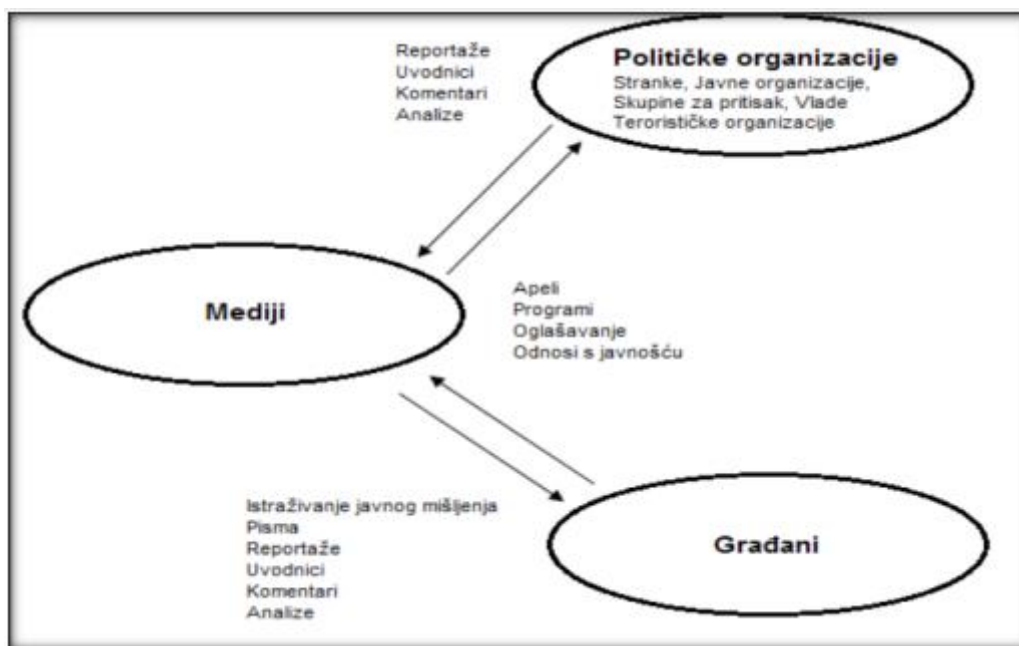 Reportaže
Uvodnici
Komentari
Analize
Političke organizacije
Stranke, Javne organizacije,
Skupine za pritisak, Vlade
Terorističke organizacije
Mediji
Apeli
Programi
Oglašavanje
Odnosi s javnošću
Istraživanje javnog mišljenja
Pisma
Reportaže
Uvodnici
Komentari
Analize
Građani